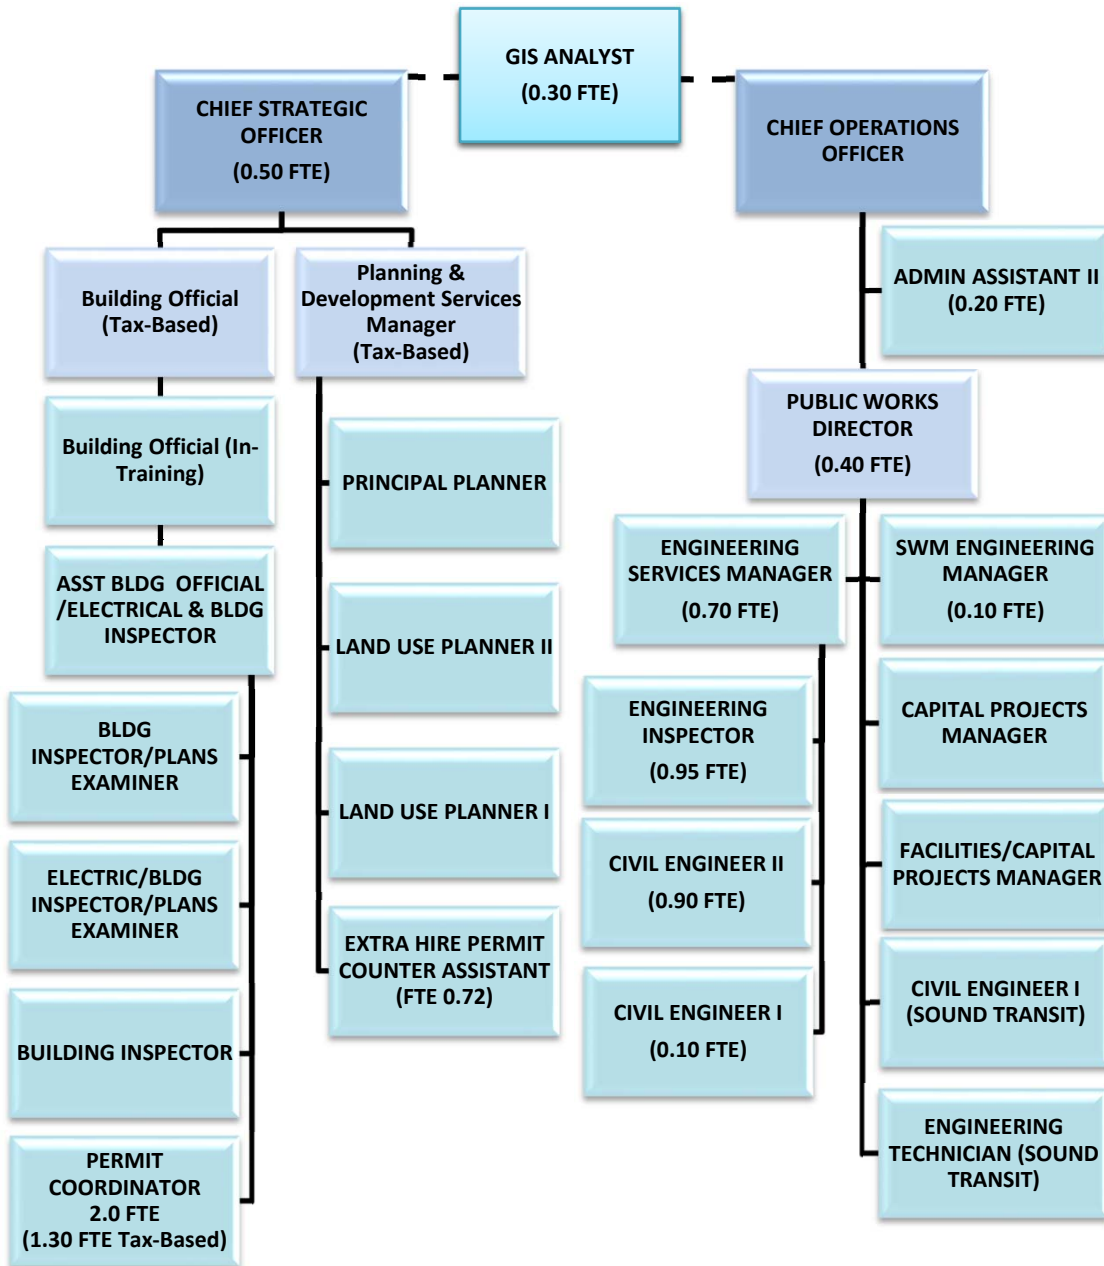 GIS ANALYST
(0.30 FTE)
CHIEF STRATEGIC
OFFICER
(0.50 FTE)
CHIEF OPERATIONS
OFFICER
Building Official
(Tax-Based)
Planning &
Development Services
Manager
(Tax-Based)
ADMIN ASSISTANT II
(0.20 FTE)
Building Official (In-
Training)
PRINCIPAL PLANNER
PUBLIC WORKS
DIRECTOR
(0.40 FTE)
ASST BLDG  OFFICIAL
/ELECTRICAL & BLDG
INSPECTOR
LAND USE PLANNER II
ENGINEERING
SERVICES MANAGER
(0.70 FTE)
SWM ENGINEERING
MANAGER
(0.10 FTE)
BLDG
INSPECTOR/PLANS
EXAMINER
LAND USE PLANNER I
ENGINEERING
INSPECTOR
(0.95 FTE)
CAPITAL PROJECTS
MANAGER
ELECTRIC/BLDG
INSPECTOR/PLANS
EXAMINER
EXTRA HIRE PERMIT
COUNTER ASSISTANT
(FTE 0.72)
CIVIL ENGINEER II
(0.90 FTE)
FACILITIES/CAPITAL
PROJECTS MANAGER
BUILDING INSPECTOR
CIVIL ENGINEER I
(0.10 FTE)
CIVIL ENGINEER I
(SOUND TRANSIT)
PERMIT
COORDINATOR
2.0 FTE
(1.30 FTE Tax-Based)
ENGINEERING
TECHNICIAN (SOUND
TRANSIT)